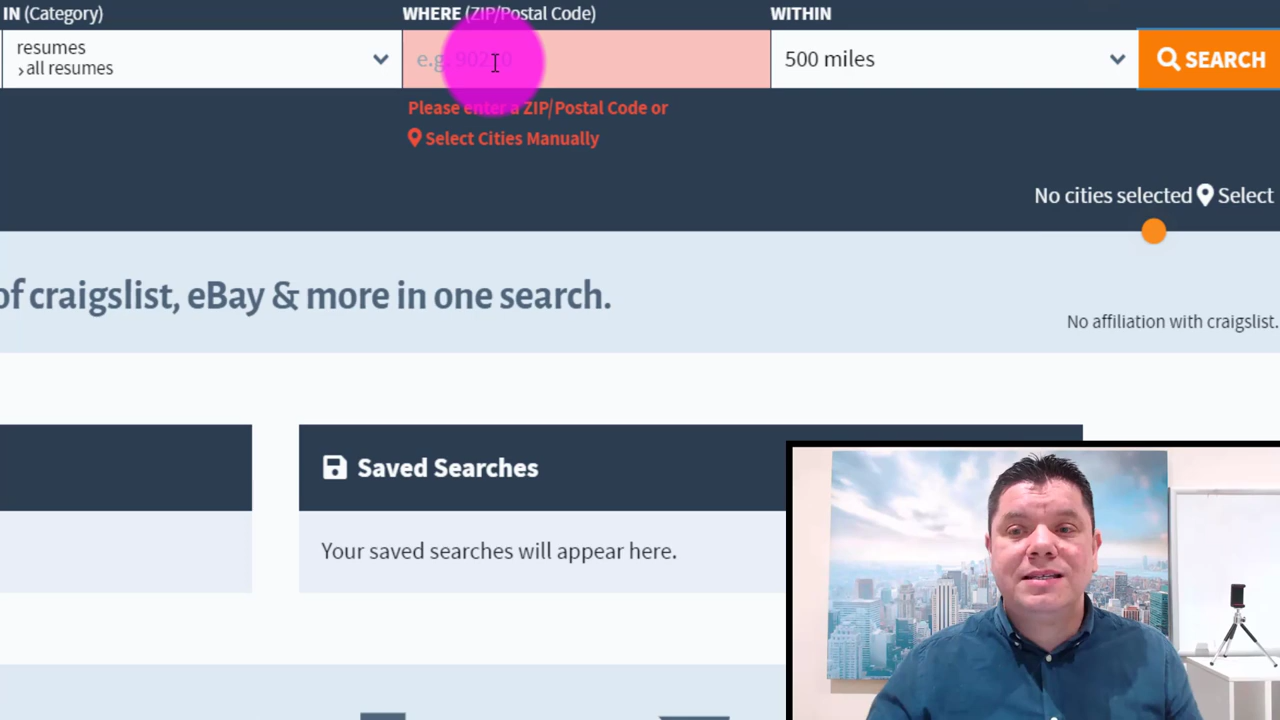 IN (Category)
WHERE (ZIP/Postal Code)
WITHIN
resumes
›all resumes
e.g. 90210
500 miles
SEARCH
Please enter a ZIP/Postal Code or
Select Cities Manually
No cities selected Select
of craigslist, eBay & more in one search.
No affiliation with craigslist.
Saved Searches
Your saved searches will appear here.